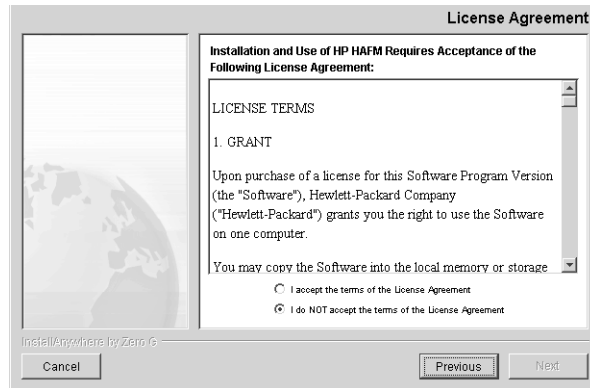 License Agreement
Installation and Use of HP HAFM Requires Acceptance of the
Following License Agreement:
LICENSE TERMS
1. GRANT
Upon purchase of a license for this Software Program Version
(the "Software"), Hewlett-Packard Company
("Hewlett-Packard") grants you the right to use the Software
on one computer.
You may copy the Software into the local memory or storage
I accept the terms of the License Agreement
I do NOT accept the terms of the License Agreement
InstallAnywhere by Zero G
Cancel
Previous
Next